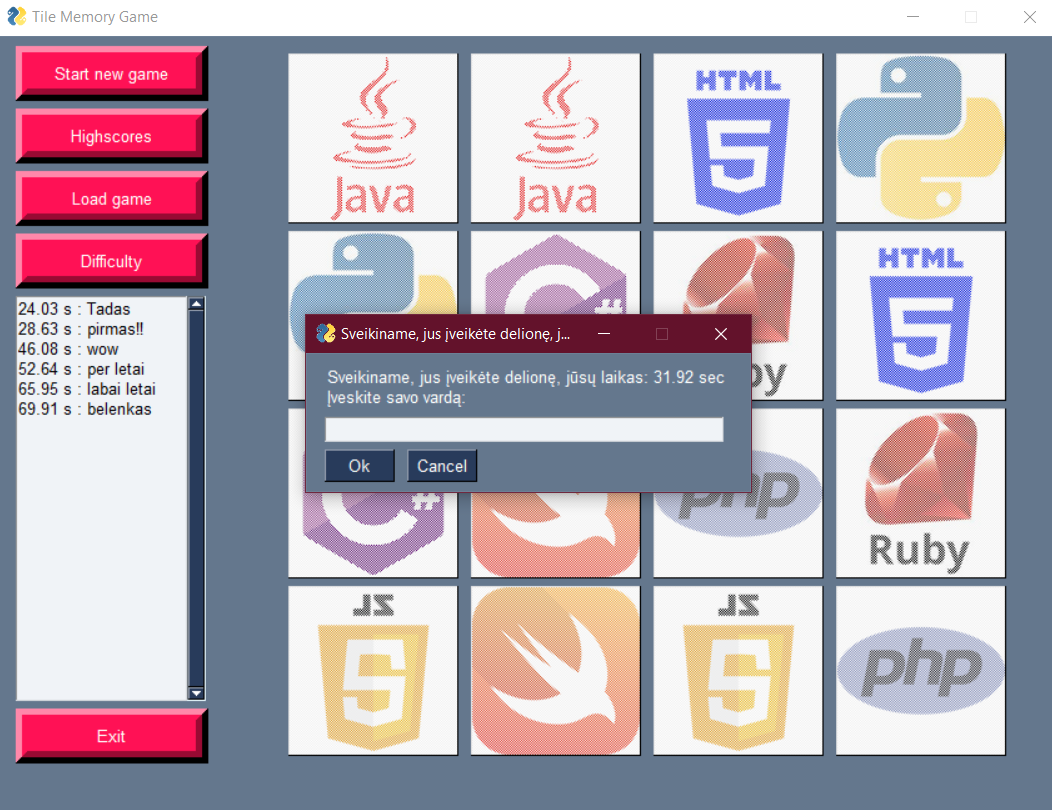 Tile Memory Game
Start new game
Highscores
Load game
Difficulty
24.03 s : Tadas
28.63 s : pirmas!!
46.08 s : wow
52.64 s : per letai
65.95 s : labai letai
69.91 s : belenkas
Exit
Java
Java
HTML
5
HTML
5
Sveikiname, jus įveikėte delionę, j...
Sveikiname, jus įveikėte delionę, jūsų laikas: 31.92 sec
Įveskite savo vardą:
Ok
Cancel
C#
php
Ruby
JS
JS
php